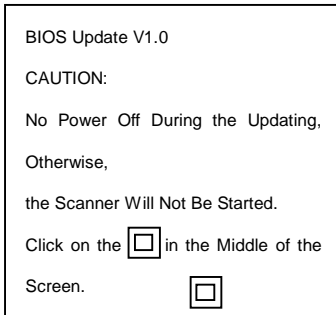 BIOS Update V1.0
CAUTION:
No Power Off During the Updating,
Otherwise,
the Scanner Will Not Be Started.
Click on the in the Middle of the
Screen.